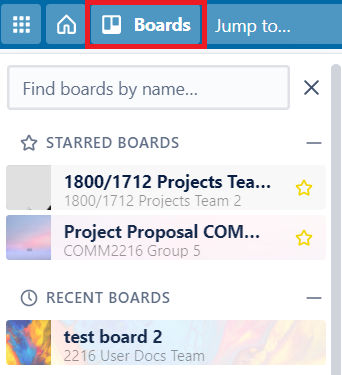 Boards
Jump to...
Find boards by name...
STARRED BOARDS
1800/1712 Projects Tea...
1800/1712 Projects Team 2
Project Proposal COM...
COMM2216 Group 5
RECENT BOARDS
test board 2
2216 User Docs Team